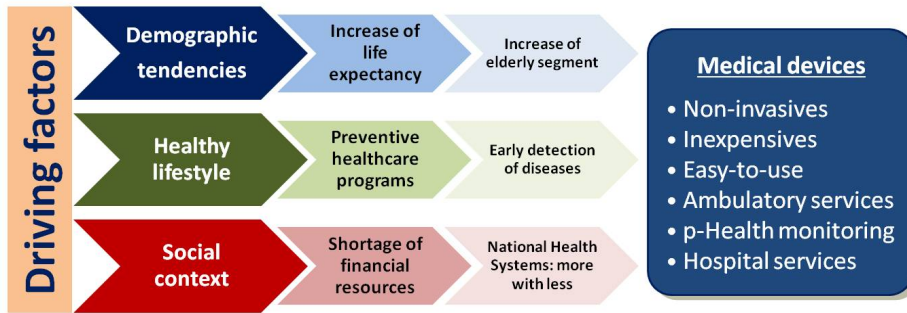 Driving factors
Demographic
tendencies
Increase of
life
expectancy
Increase of
elderly segment
Healthy
lifestyle
Preventive
healthcare
programs
Early detection
of diseases
Social
context
Shortage of
financial
resources
National Health
Systems: more
with less
Medical devices
• Non-invasives
• Inexpensives
• Easy-to-use
• Ambulatory services
• p-Health monitoring
• Hospital services